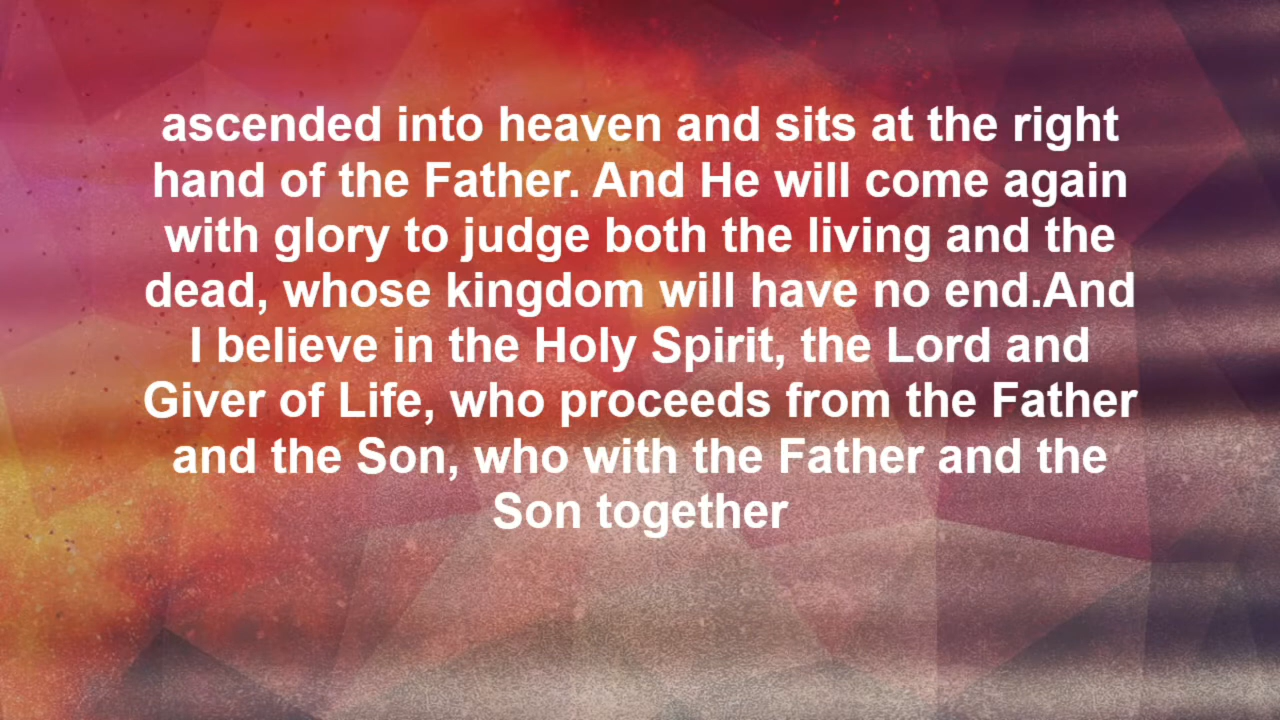 ascended into heaven and sits at the right
hand of the Father. And He will come again
with glory to judge both the living and the
dead, whose kingdom will have no end.And
I believe in the Holy Spirit, the Lord and
Giver of Life, who proceeds from the Father
and the Son, who with the Father and the
Son together